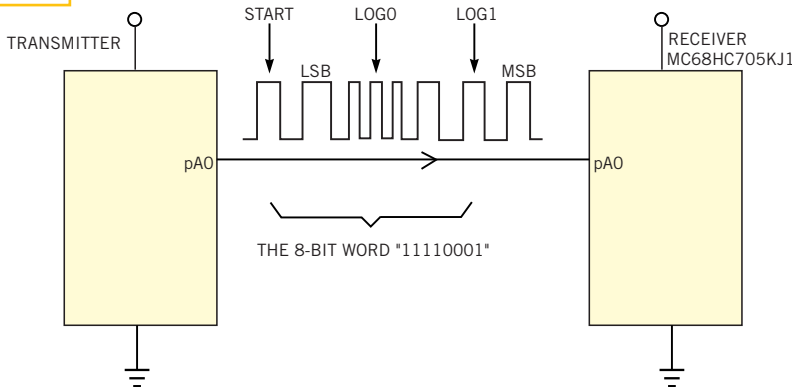 START LOG0 LOG1
TRANSMITTER
RECEIVER
MC68HC705KJ1
LSB MSB
pA0 pA0
THE 8-BIT WORD "11110001"